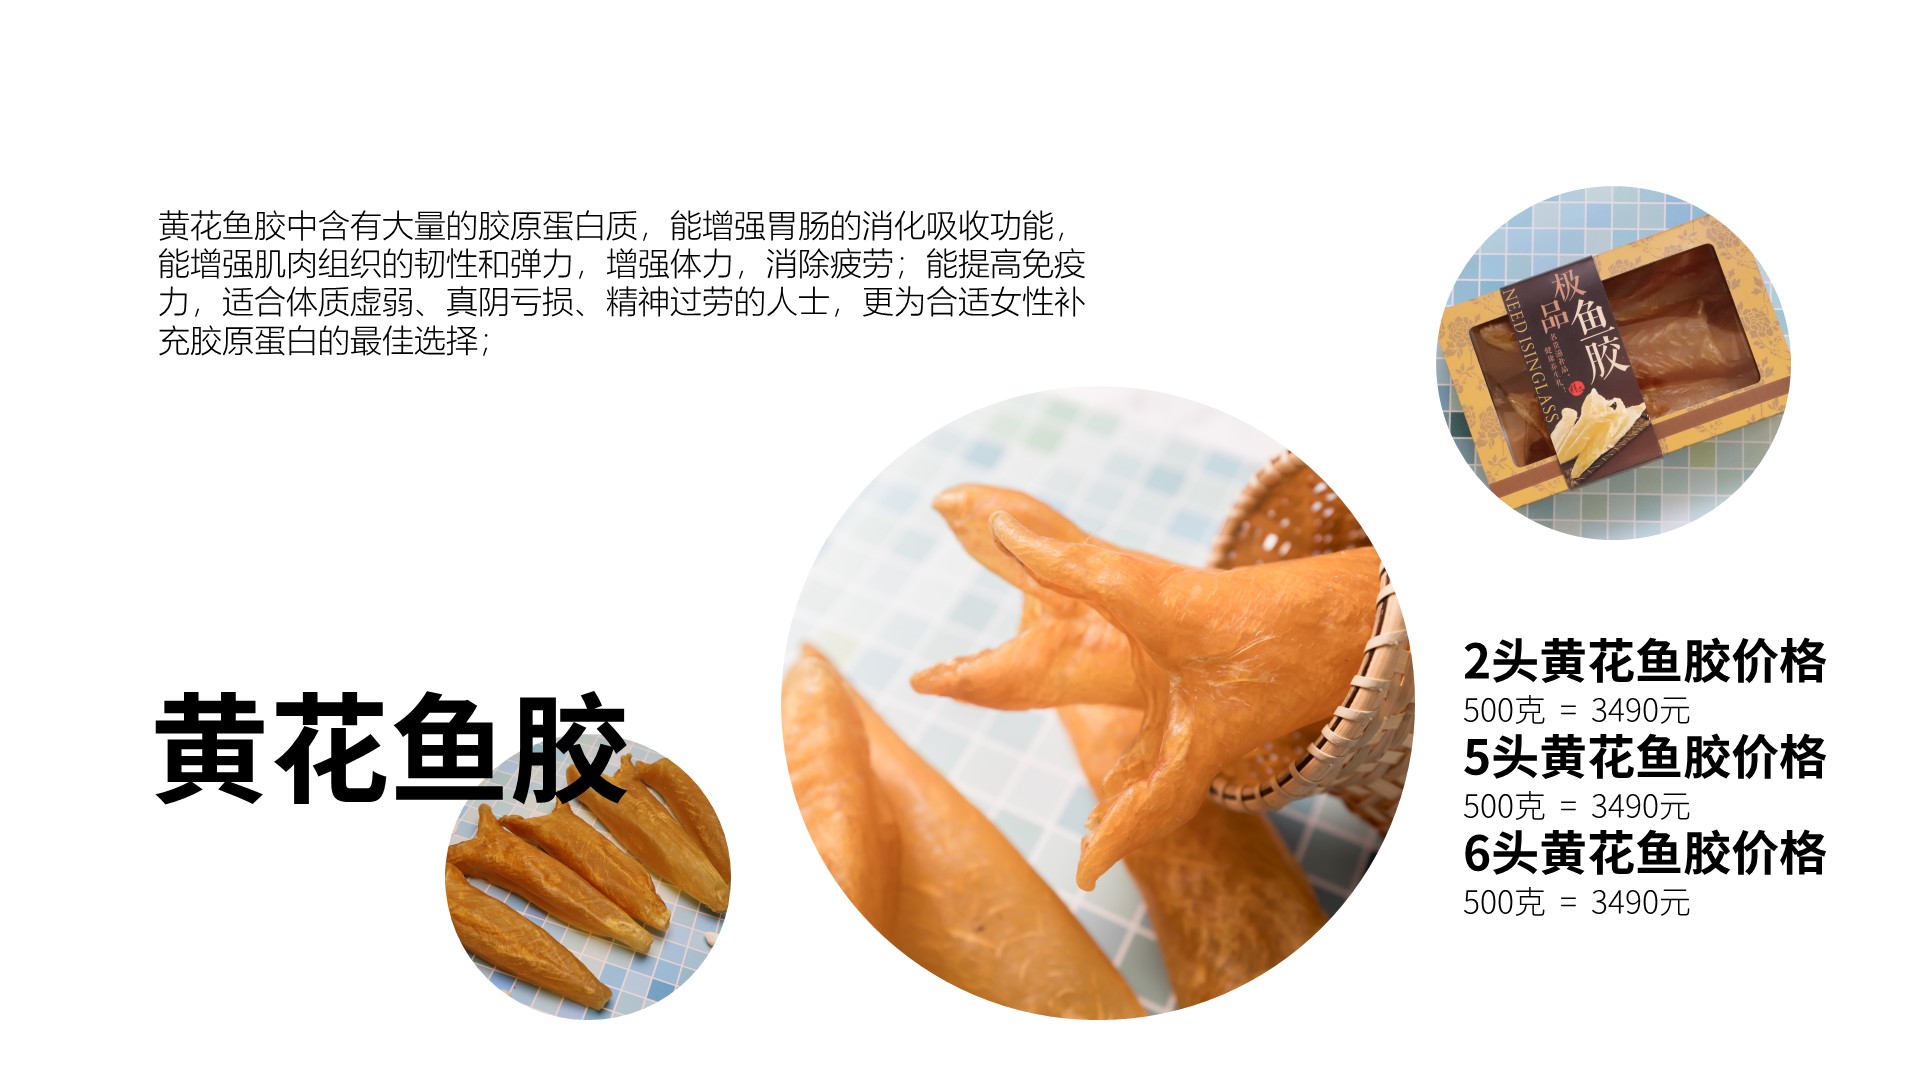 黄花鱼胶中含有大量的胶原蛋白质，能增强胃肠的消化吸收功能，
能增强肌肉组织的韧性和弹力，增强体力，消除疲劳；能提高免疫
力，适合体质虚弱、真阴亏损、精神过劳的人士，更为合适女性补
充胶原蛋白的最佳选择；
极品
鱼胶
NEED ISINGLASS
黄花鱼胶
2头黄花鱼胶价格
500克 = 3490元
5头黄花鱼胶价格
500克 = 3490元
6头黄花鱼胶价格
500克 = 3490元